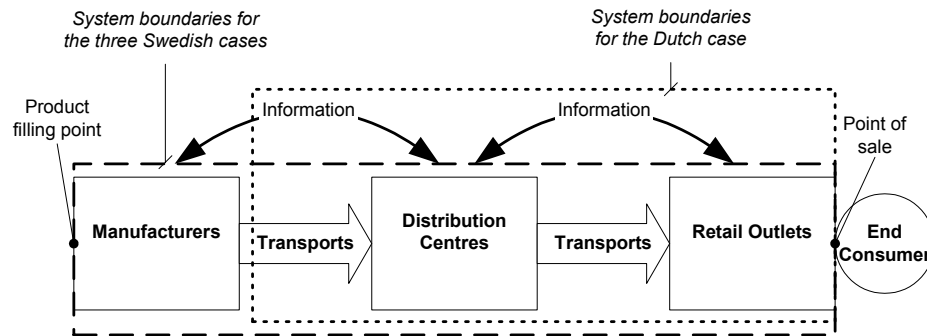 System boundaries for
the three Swedish cases
System boundaries
for the Dutch case
Product
filling point
Information
Information
Point of
sale
Manufacturers
Transports
Distribution
Centres
Transports
Retail Outlets
End
Consumer